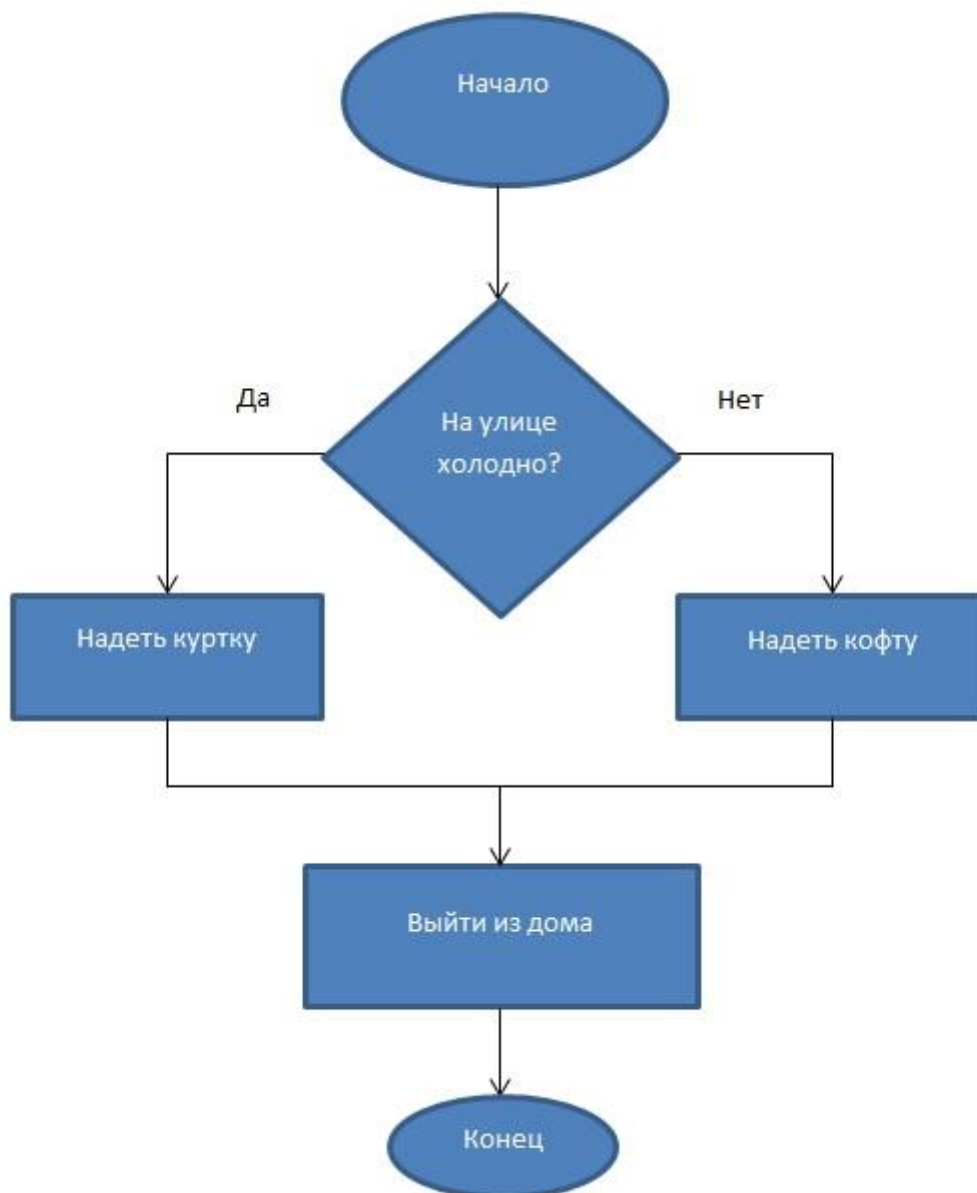 Начало
Да
Нет
На улице
холодно?
Надеть куртку
Надеть кофту
Выйти из дома
Конец